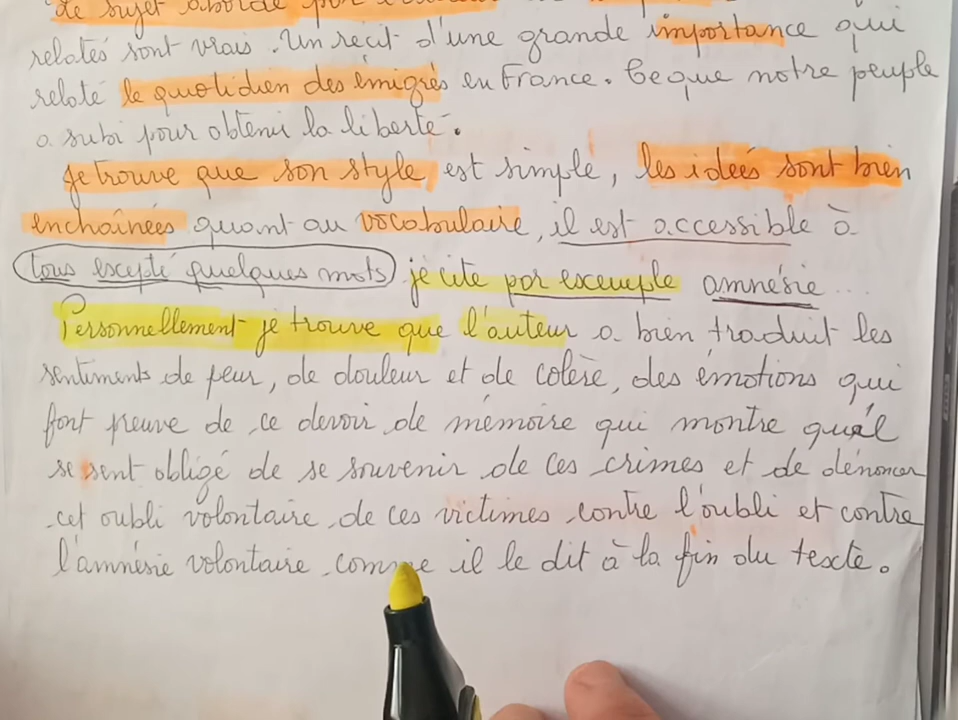 de sujet abordé
relatés sont vrais. Un récit d'une grande importance qui
relaté le quotidien des émigrés en France. Ce que notre peuple
a subi pour obtenir la liberté.
Je trouve que son style, est simple, les idées sont bien
enchaînées quant au vocabulaire, il est accessible à
tous excepté quelques mots je cite par exemple amnésie ...
Personnellement je trouve que l'auteur a bien traduit les
sentiments de peur, de douleur et de colère, des émotions qui
font preuve de ce devoir de mémoire qui montre qu'il
se sent obligé de se souvenir de ces crimes et de dénoncer
cet oubli volontaire de ces victimes contre l'oubli et contre
l'amnésie volontaire comme il le dit à la fin du texte.